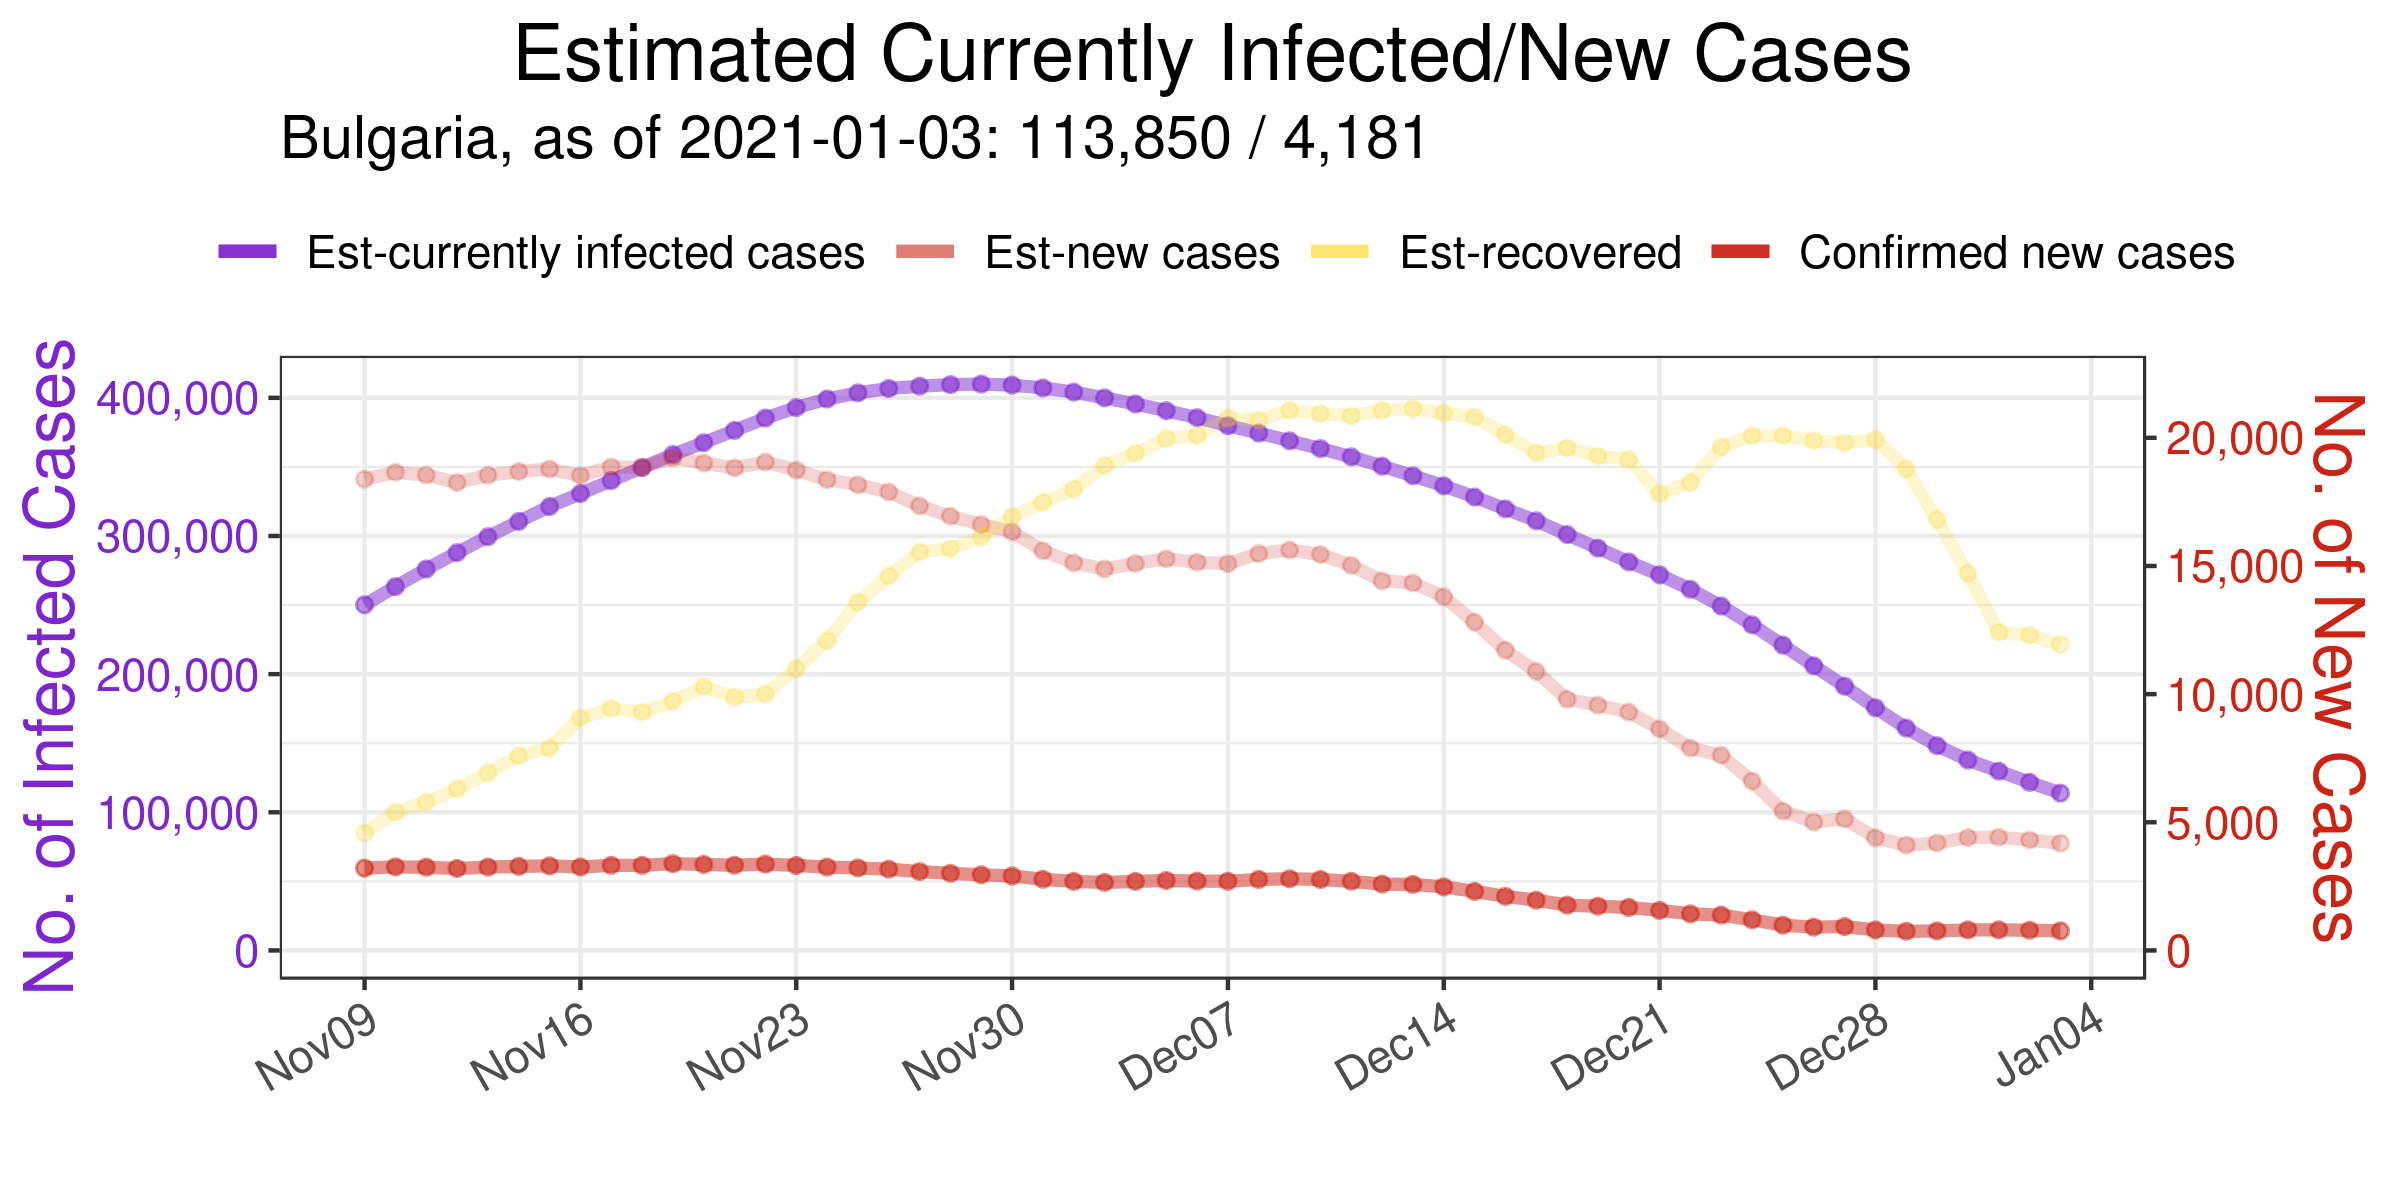 Estimated Currently Infected/New Cases
Bulgaria, as of 2021-01-03: 113,850 / 4,181
Est-currently infected cases Est-new cases Est-recovered Confirmed new cases
No. of Infected Cases
400,000
300,000
200,000
100,000
0
20,000
15,000
10,000
5,000
0
No. of New Cases
Nov09 Nov16 Nov23 Nov30 Dec07 Dec14 Dec21 Dec28 Jan04